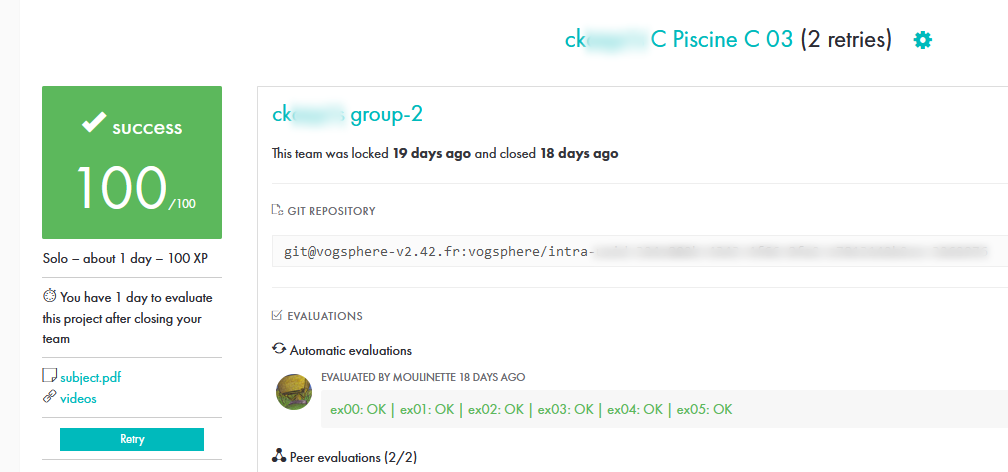 ck C Piscine C 03 (2 retries)
success
100/100
Solo – about 1 day – 100 XP
You have 1 day to evaluate
this project after closing your
team
subject.pdf
videos
Retry
ck group-2
This team was locked 19 days ago and closed 18 days ago
GIT REPOSITORY
git@vogsphere-v2.42.fr:vogsphere/intra-
EVALUATIONS
Automatic evaluations
EVALUATED BY MOULINETTE 18 DAYS AGO
ex00: OK | ex01: OK | ex02: OK | ex03: OK | ex04: OK | ex05: OK
Peer evaluations (2/2)